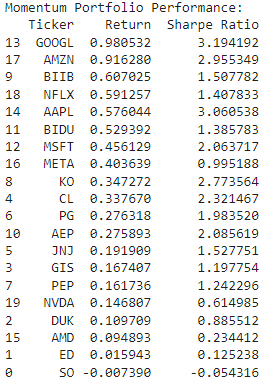 Momentum Portfolio Performance:
Ticker Return Sharpe Ratio
13 GOOGL 0.980532 3.194192
17 AMZN 0.916280 2.955349
9 BIIB 0.607025 1.507782
18 NFLX 0.591257 1.407833
14 AAPL 0.576044 3.060538
11 BIDU 0.529392 1.385783
12 MSFT 0.456129 2.063717
16 META 0.403639 0.995188
8 KO 0.347272 2.773564
4 CL 0.337670 2.321467
6 PG 0.276318 1.983520
10 AEP 0.275893 2.085619
5 JNJ 0.191909 1.527751
3 GIS 0.167407 1.197754
7 PEP 0.161736 1.242296
19 NVDA 0.146807 0.614985
2 DUK 0.109709 0.885512
15 AMD 0.094893 0.234412
1 ED 0.015943 0.125238
0 SO -0.007390 -0.054316